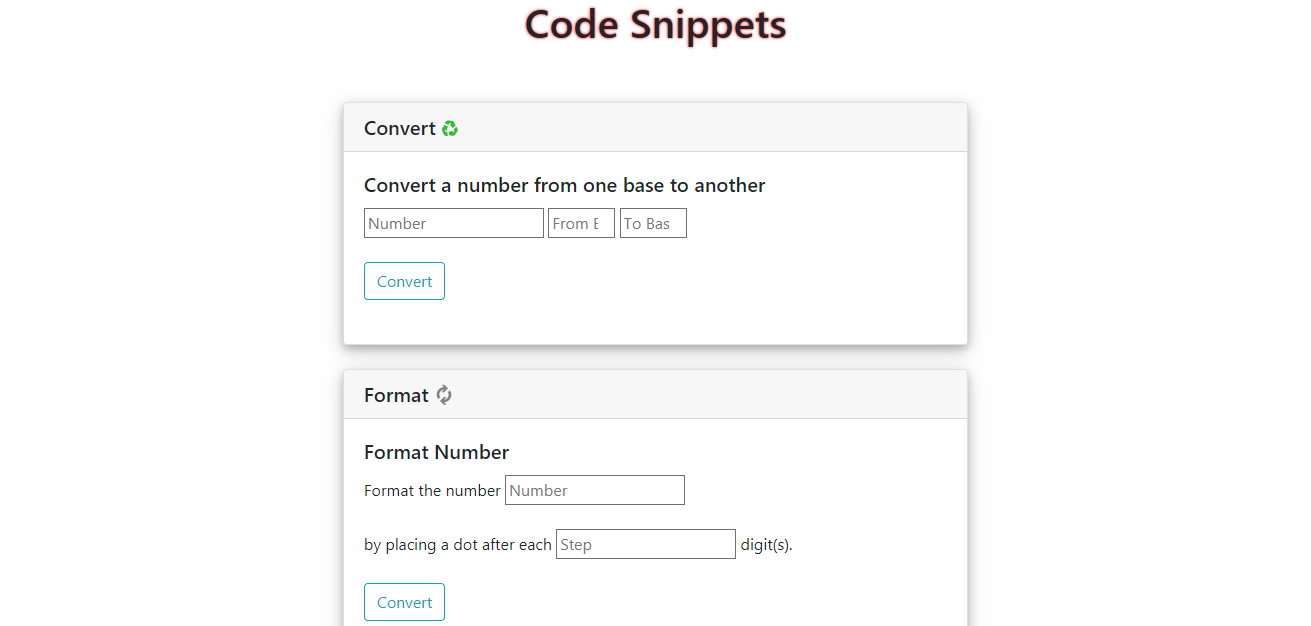 Code Snippets
Convert
Convert a number from one base to another
Number From To Bas
Convert
Format
Format Number
Format the number Number
by placing a dot after each Step digit(s).
Convert